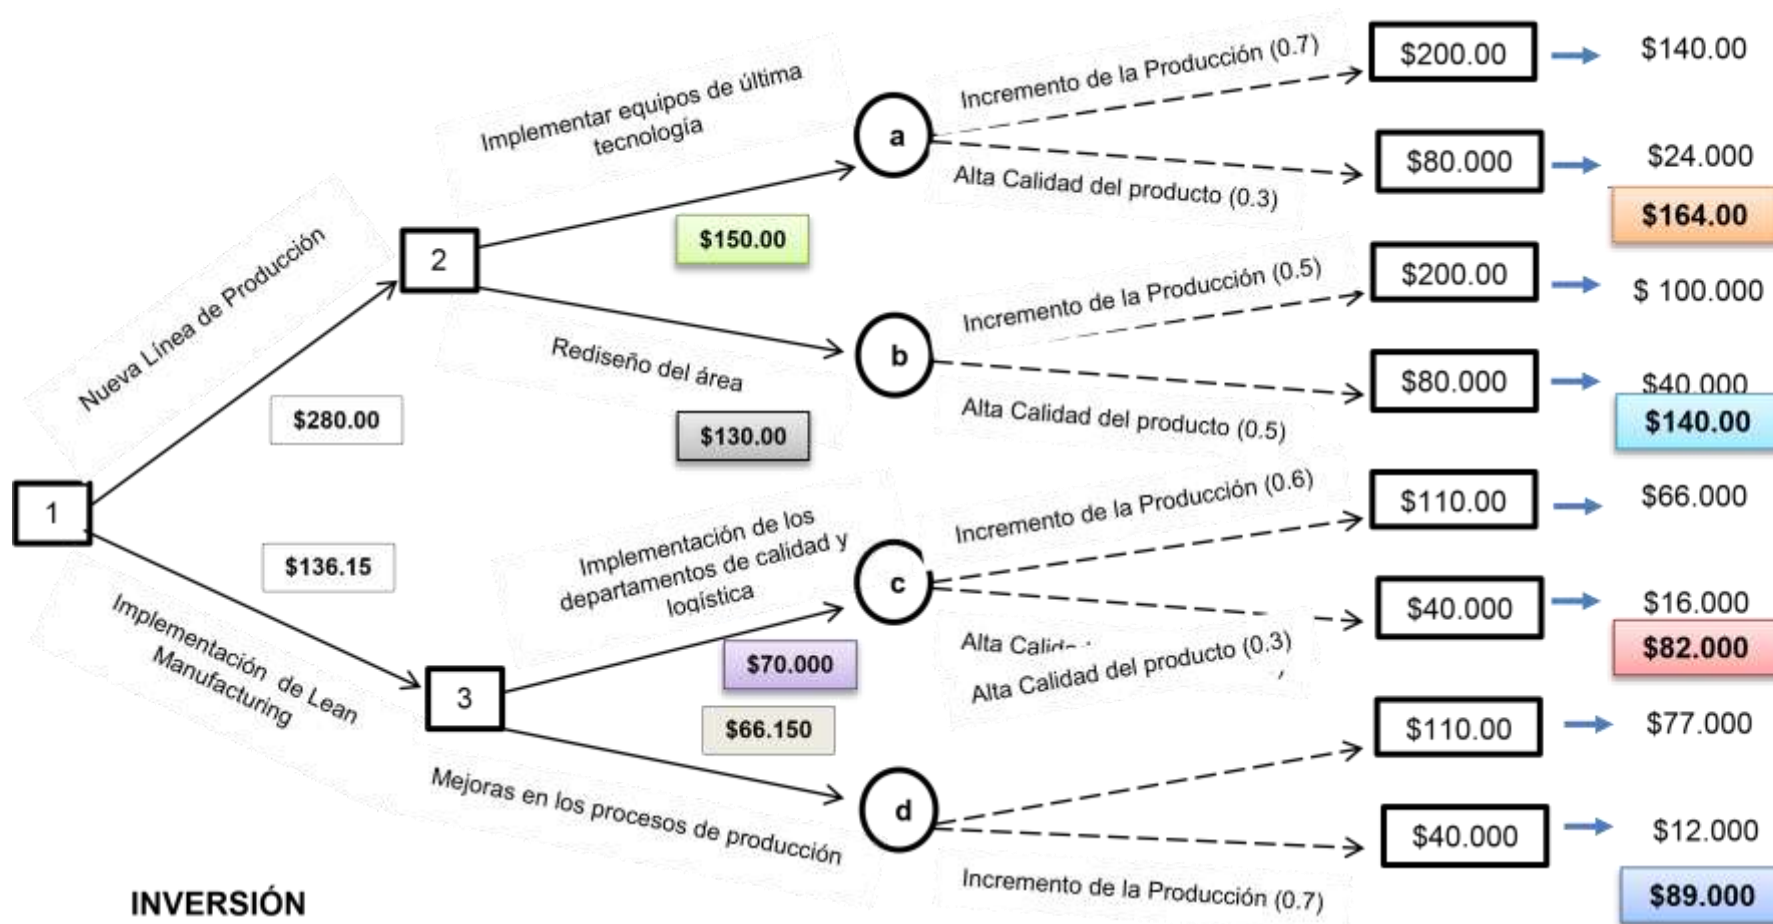 Incremento de la Producción (0.7)
$200.00
$140.00
Implementar equipos de última
tecnología
a
Alta Calidad del producto (0.3)
$80.000
$24.000
$164.00
Nueva Línea de Producción
2
$150.00
Incremento de la Producción (0.5)
$200.00
$ 100.000
Rediseño del área
b
Alta Calidad del producto (0.5)
$80.000
$40.000
$140.00
$280.00
$130.00
1
Incremento de la Producción (0.6)
$110.00
$66.000
$136.15
Implementación de los
departamentos de calidad y
logística
c
$40.000
$16.000
$82.000
Implementación de Lean
Manufacturing
3
$70.000
Alta
Alta Calidad del producto (0.3)
$66.150
$110.00
$77.000
Mejoras en los procesos de producción
d
$40.000
$12.000
Incremento de la Producción (0.7)
$89.000
INVERSIÓN